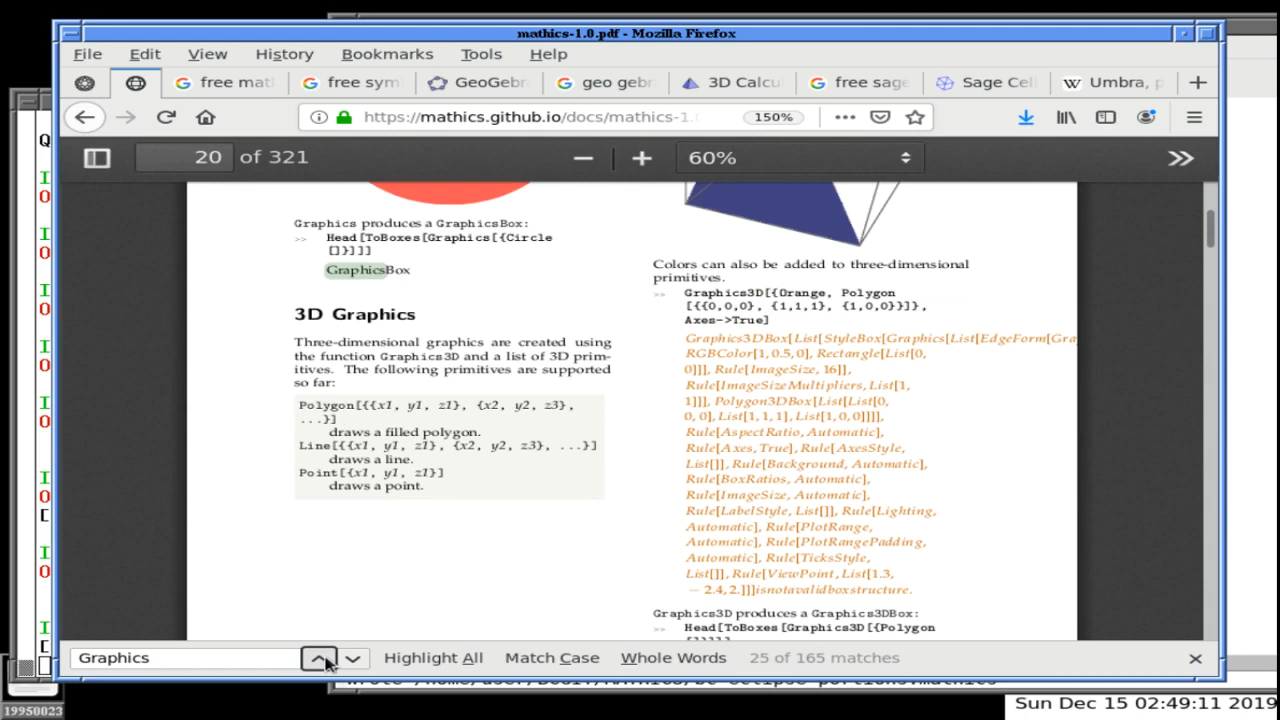 mathics-1.0.pdf - Mozilla Firefox
File Edit View History Bookmarks Tools Help
free mat free sym GeoGebr geo gebr 3D Calcu free sage Sage Cel Umbra, p
https://mathics.github.io/docs/mathics-1. 150%
20 of 321 60%
Graphics produces a GraphicsBox:
>> Head[ToBoxes[Graphics[{Circle
[]}]]]
GraphicsBox
3D Graphics
Three-dimensional graphics are created using
the function Graphics3D and a list of 3D prim-
itives. The following primitives are supported
so far:
Polygon[{{x1, y1, z1}, {x2, y2, z3},
...}]
draws a filled polygon.
Line[{{x1, y1, z1}, {x2, y2, z3}, ...}]
draws a line.
Point[{x1, y1, z1}]
draws a point.
Colors can also be added to three-dimensional
primitives.
>> Graphics3D[{Orange, Polygon
[{{0,0,0}, {1,1,1}, {1,0,0}}]},
Axes->True]
Graphics3DBox[List[StyleBox[Graphics[List[EdgeForm[Gra
RGBColor[1, 0.5, 0], Rectangle[List[0,
0]]], Rule[ImageSize, 16]],
Rule[ImageSizeMultipliers, List[1,
1]]], Polygon3DBox[List[List[0,
0, 0], List[1, 1, 1], List[1, 0, 0]]]],
Rule[AspectRatio, Automatic],
Rule[Axes, True], Rule[AxesStyle,
List[]], Rule[Background, Automatic],
Rule[BoxRatios, Automatic],
Rule[ImageSize, Automatic],
Rule[LabelStyle, List[]], Rule[Lighting,
Automatic], Rule[PlotRange,
Automatic], Rule[PlotRangePadding,
Automatic], Rule[TicksStyle,
List[]], Rule[ViewPoint, List[1.3,
− 2.4, 2.]]]isnotavalidboxstructure.
Graphics3D produces a Graphics3DBox:
>> Head[ToBoxes[Graphics3D[{Polygon
Graphics Highlight All Match Case Whole Words 25 of 165 matches
19950023
Sun Dec 15 02:49:11 2019